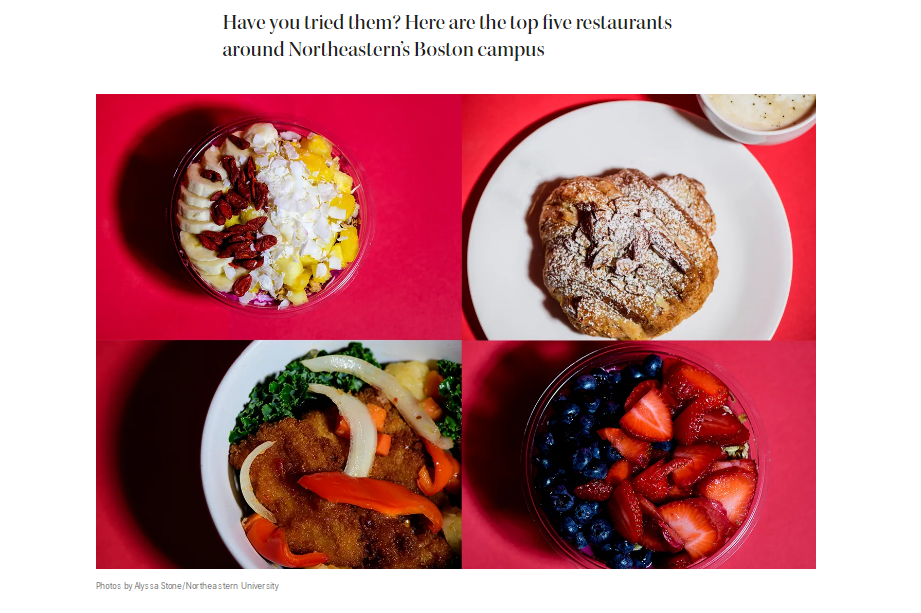 Have you tried them? Here are the top five restaurants
around Northeastern's Boston campus
Photos by Alyssa Stone/Northeastern University